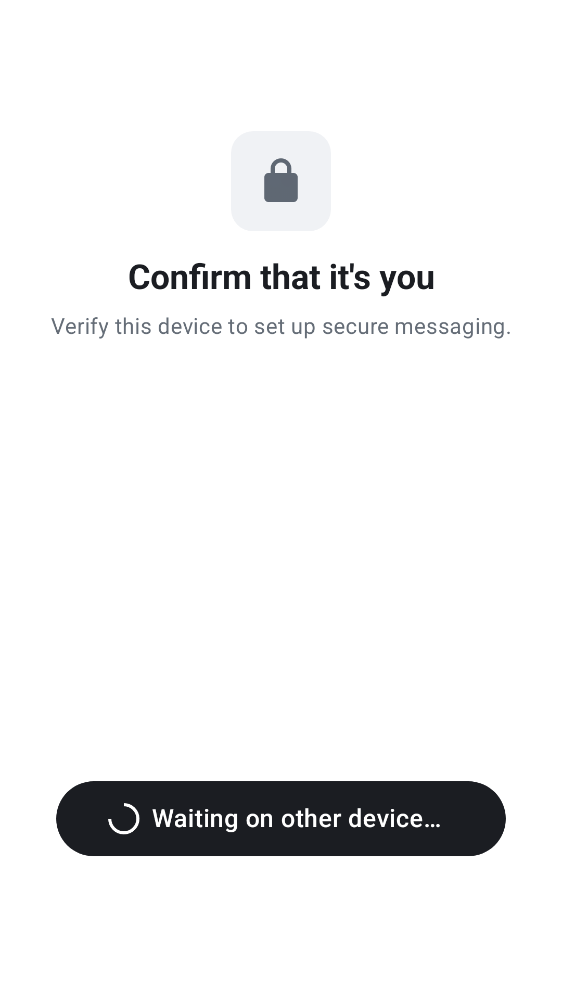 Confirm that it's you
Verify this device to set up secure messaging.
Waiting on other device…